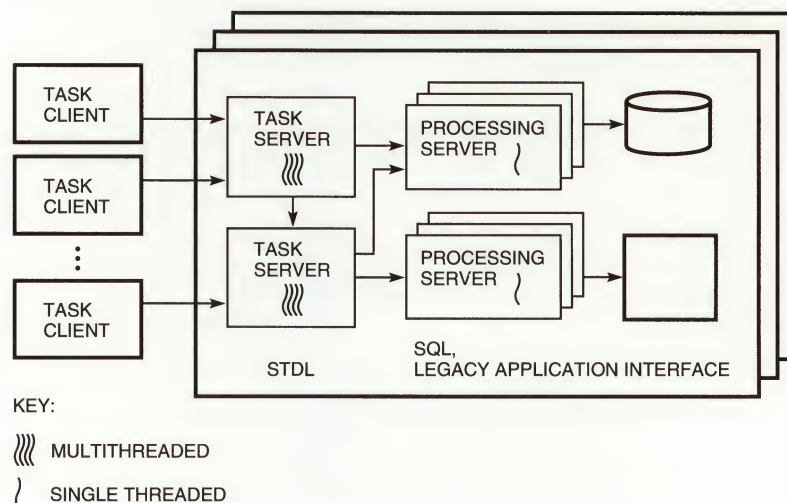 TASK
CLIENT
TASK
CLIENT
TASK
CLIENT
TASK
SERVER
TASK
SERVER
PROCESSING
SERVER
PROCESSING
SERVER
STDL
SQL,
LEGACY APPLICATION INTERFACE
KEY:
MULTITHREADED
SINGLE THREADED